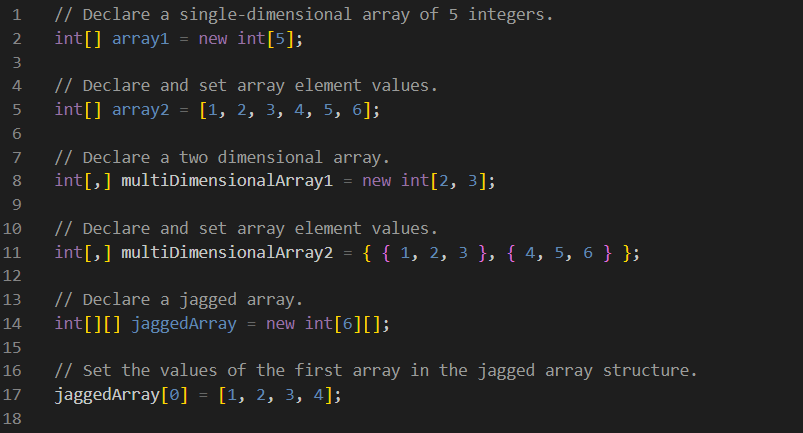 1 // Declare a single-dimensional array of 5 integers.
2 int[] array1 = new int[5];
3
4 // Declare and set array element values.
5 int[] array2 = [1, 2, 3, 4, 5, 6];
6
7 // Declare a two dimensional array.
8 int[,] multiDimensionalArray1 = new int[2, 3];
9
10 // Declare and set array element values.
11 int[,] multiDimensionalArray2 = { { 1, 2, 3 }, { 4, 5, 6 } };
12
13 // Declare a jagged array.
14 int[][] jaggedArray = new int[6][];
15
16 // Set the values of the first array in the jagged array structure.
17 jaggedArray[0] = [1, 2, 3, 4];
18